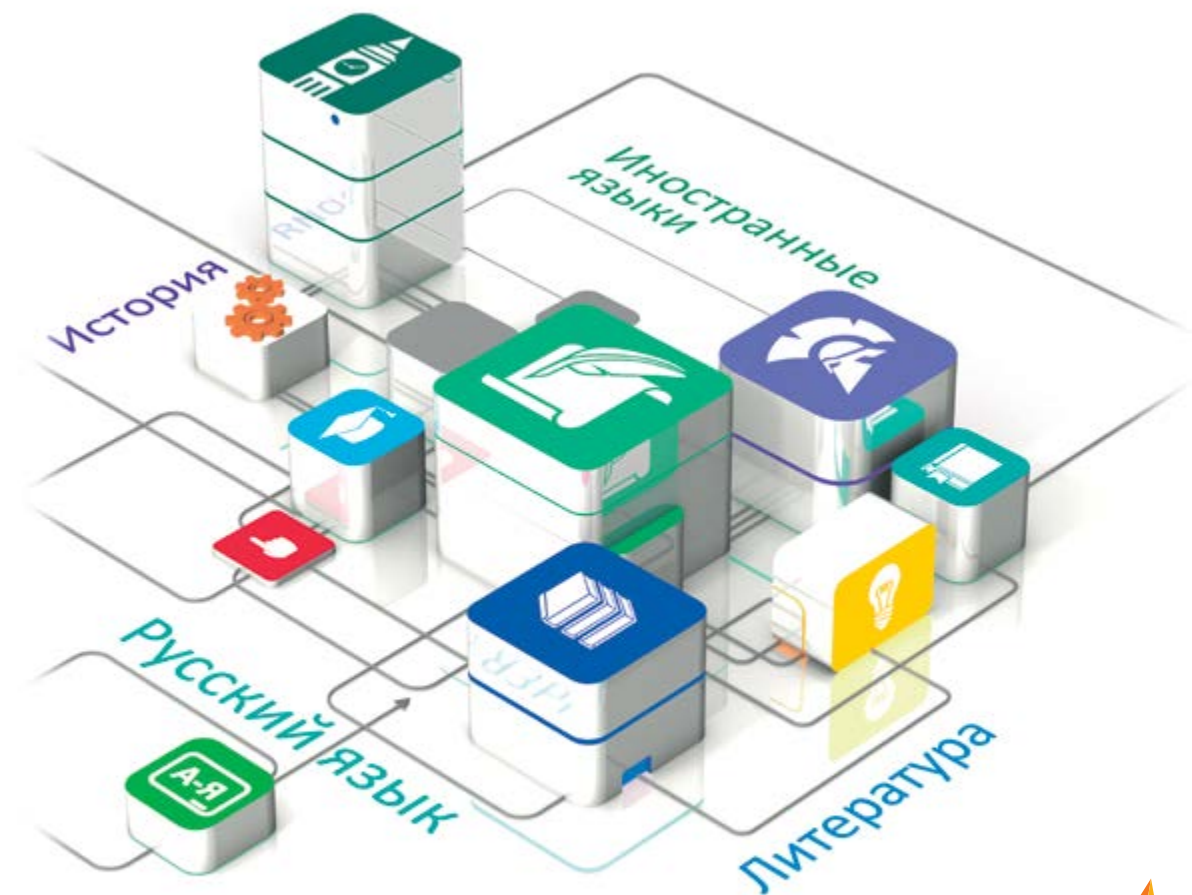 Иностранные
языки
История
Русский язык
А-Я
Литература